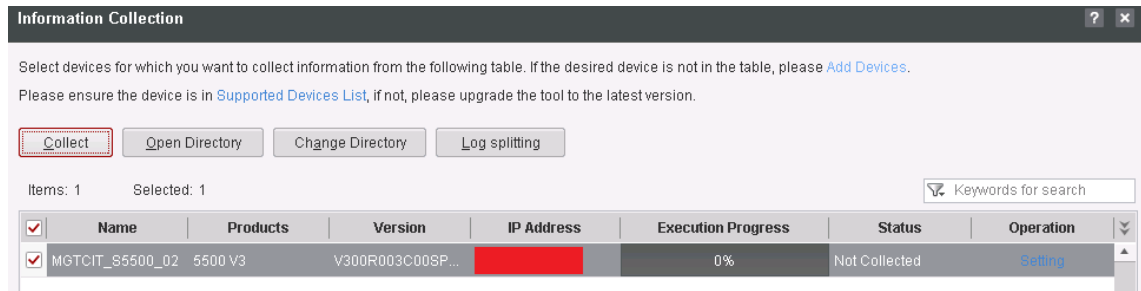 Information Collection ? x
Select devices for which you want to collect information from the following table. If the desired device is not in the table, please Add Devices.
Please ensure the device is in Supported Devices List, if not, please upgrade the tool to the latest version.
Collect Open Directory Change Directory Log splitting
Items: 1 Selected: 1 Keywords for search
Name Products Version IP Address Execution Progress Status Operation
MGTCIT_S5500_02 5500 V3 V300R003C00SP... 0% Not Collected Setting